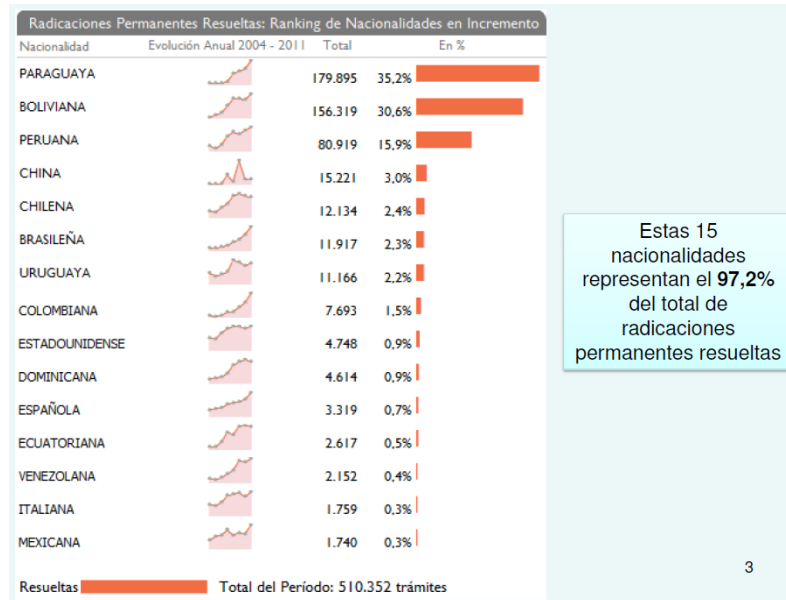 Radicaciones Permanentes Resueltas: Ranking de Nacionalidades en Incremento
Nacionalidad Evolución Anual 2004 - 2011 Total En %
PARAGUAYA 179.895 35,2%
BOLIVIANA 156.319 30,6%
PERUANA 80.919 15,9%
CHINA 15.221 3,0%
CHILENA 12.134 2,4%
BRASILEÑA 11.917 2,3%
URUGUAYA 11.166 2,2%
COLOMBIANA 7.693 1,5%
ESTADOUNIDENSE 4.748 0,9%
DOMINICANA 4.614 0,9%
ESPAÑOLA 3.319 0,7%
ECUATORIANA 2.617 0,5%
VENEZOLANA 2.152 0,4%
ITALIANA 1.759 0,3%
MEXICANA 1.740 0,3%
Resueltas Total del Período: 510.352 trámites
Estas 15
nacionalidades
representan el 97,2%
del total de
radicaciones
permanentes resueltas
3